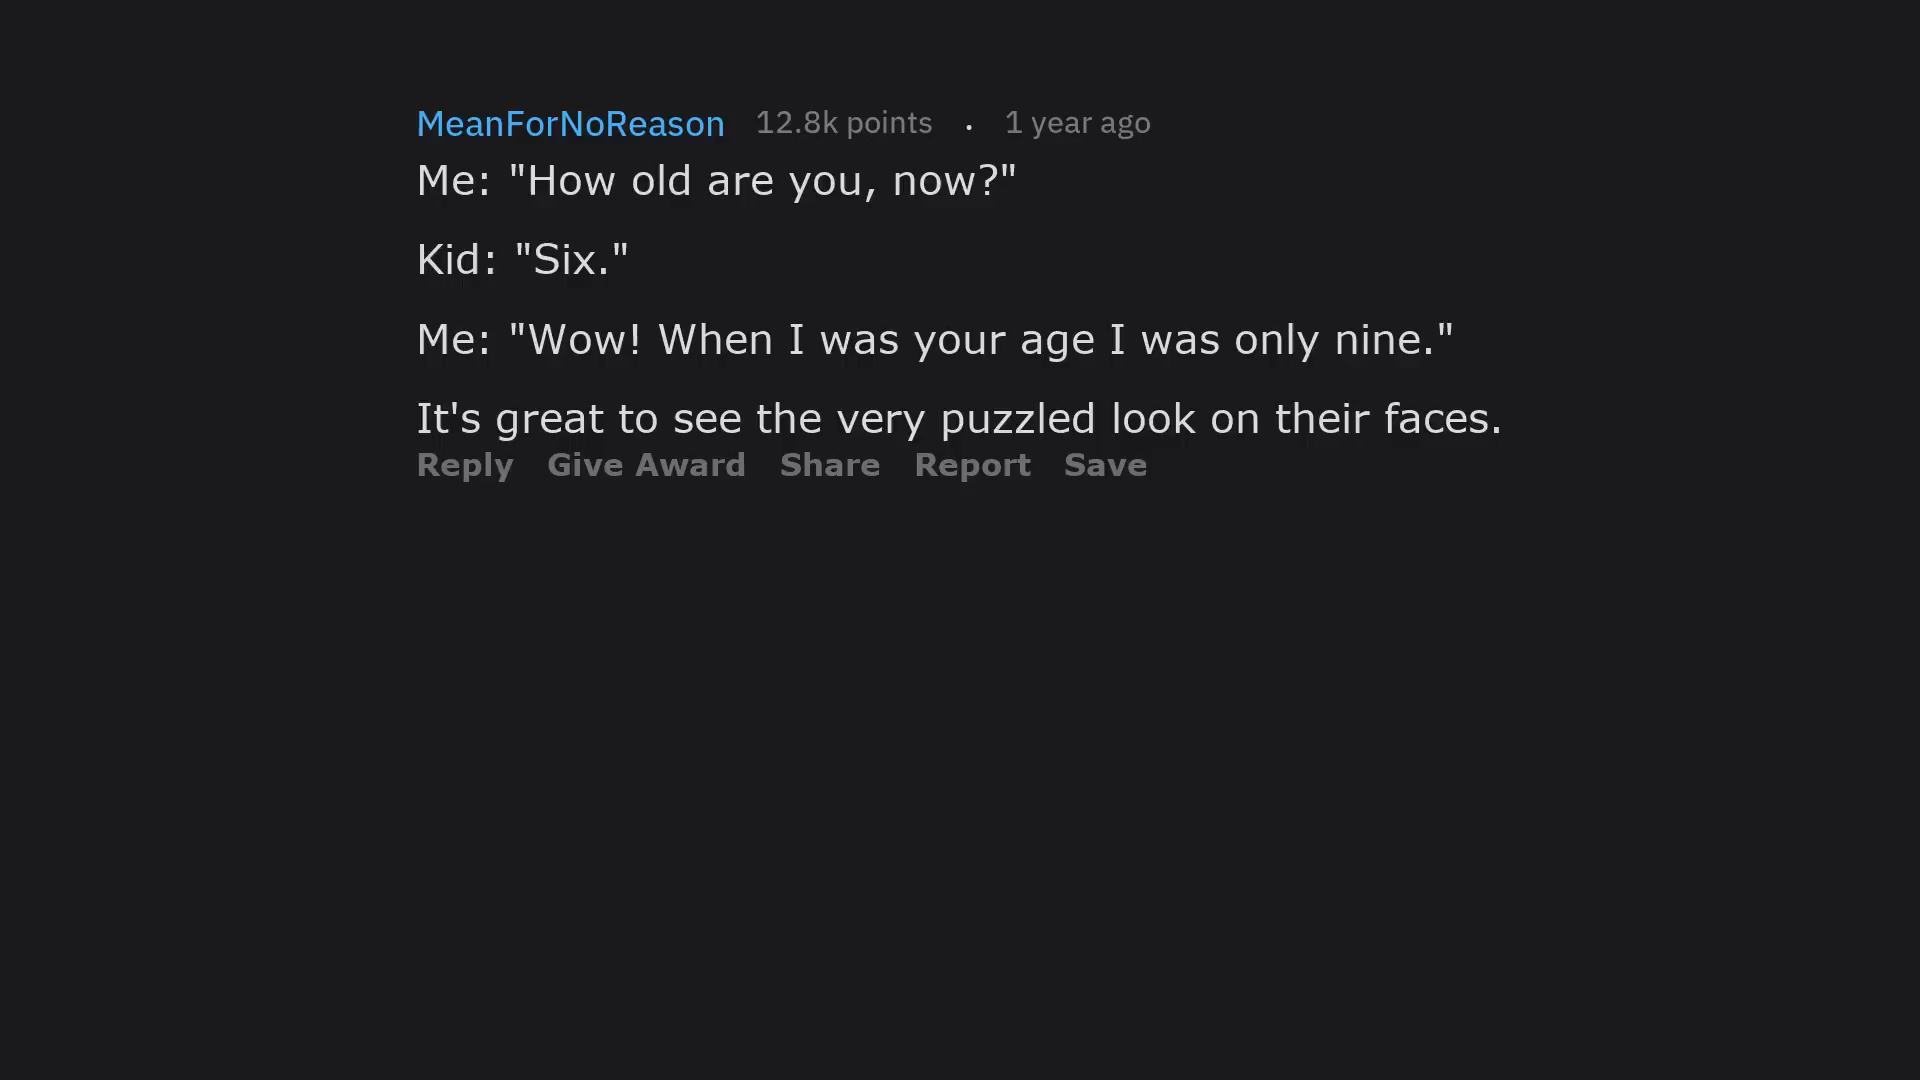 MeanForNoReason 12.8k points . 1 year ago
Me: "How old are you, now?"
Kid: "Six."
Me: "Wow! When I was your age I was only nine."
It's great to see the very puzzled look on their faces.
Reply Give Award Share Report Save